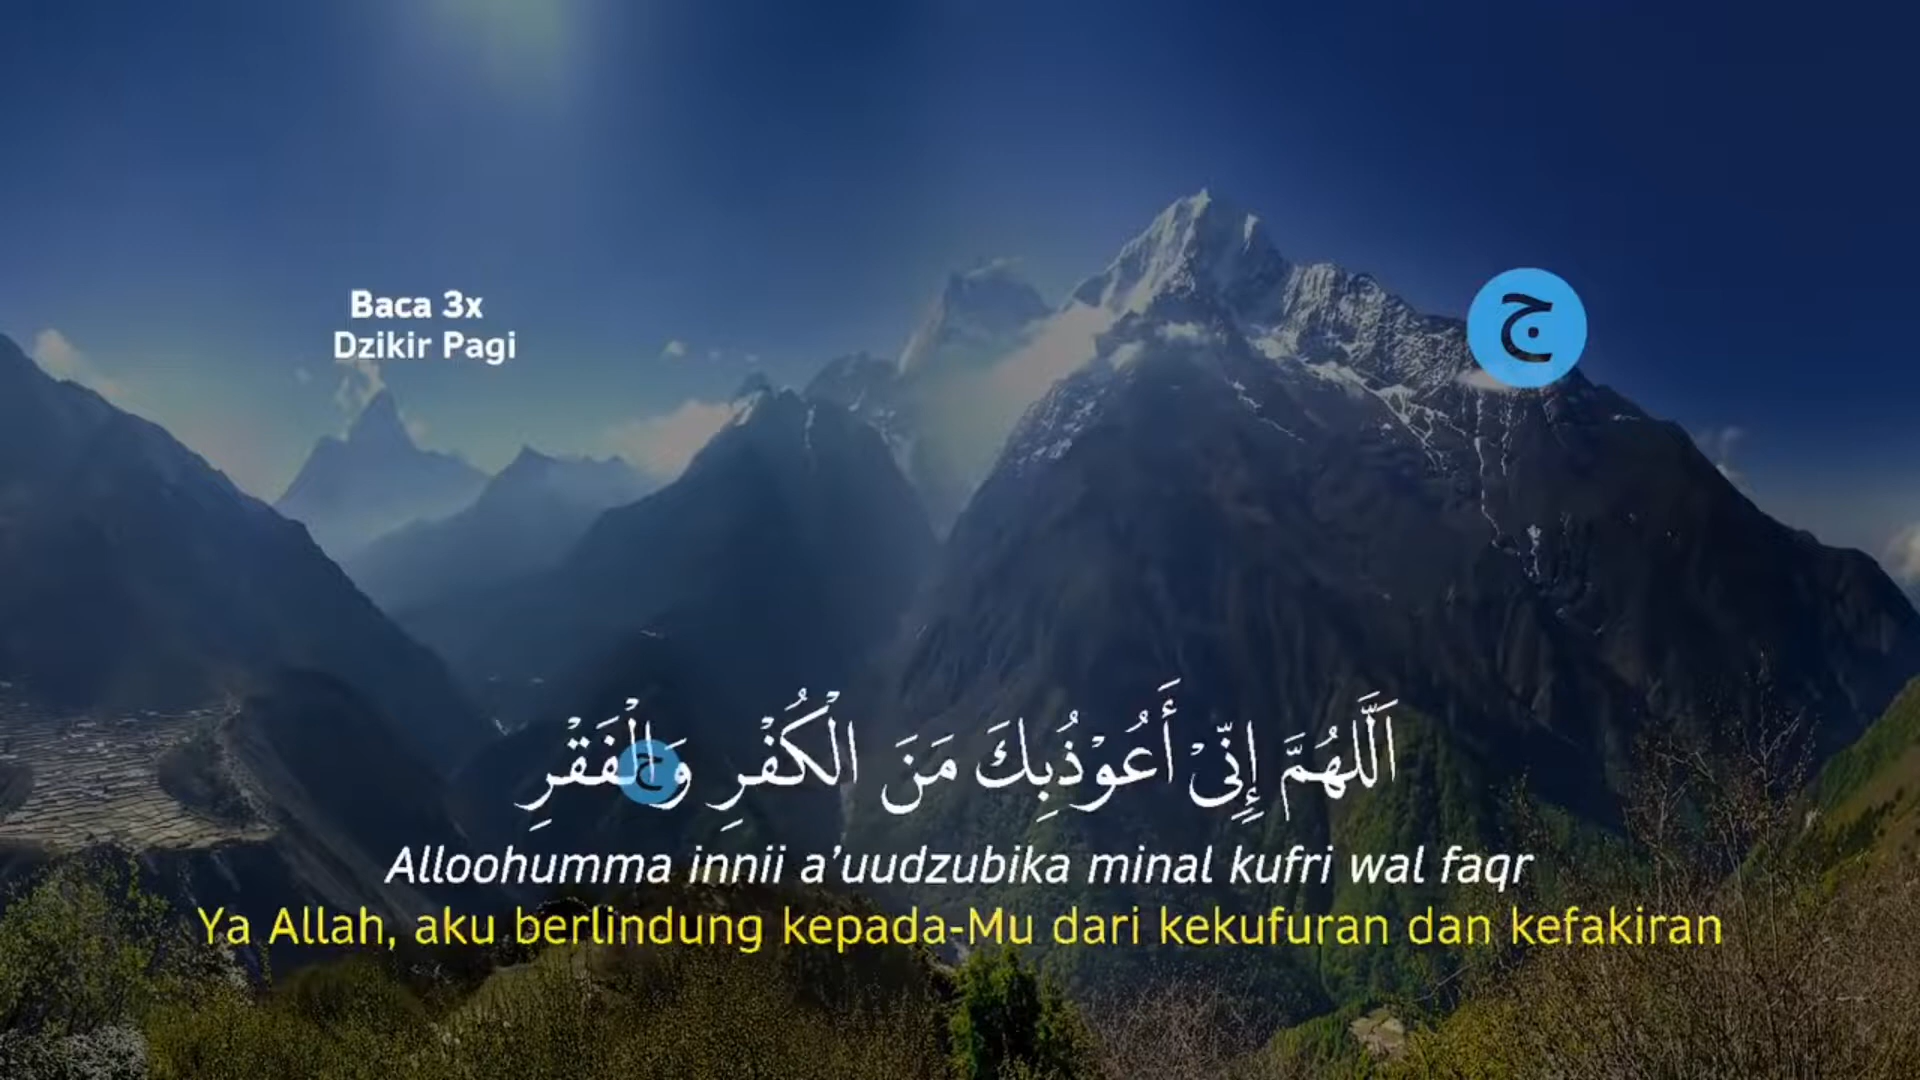 Baca 3x
Dzikir Pagi
ج
اَللَّهُمَّ إِنِّيْ أَعُوْذُبِكَ مَنَ الْكُفْرِ وَالْفَقْرِ
ج
Alloohumma innii a’uudzubika minal kufri wal faqr
Ya Allah, aku berlindung kepada-Mu dari kekufuran dan kefakiran